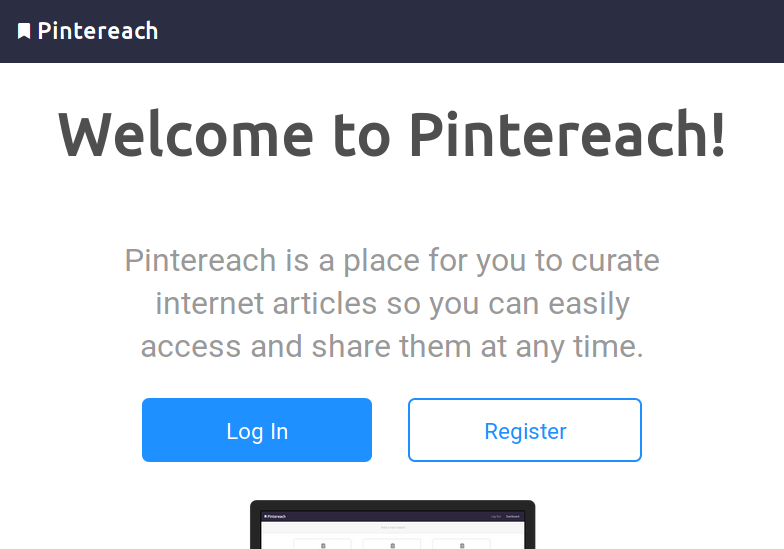 Pintereach
Welcome to Pintereach!
Pintereach is a place for you to curate
internet articles so you can easily
access and share them at any time.
Log In
Register
Pintereach
Dashboard